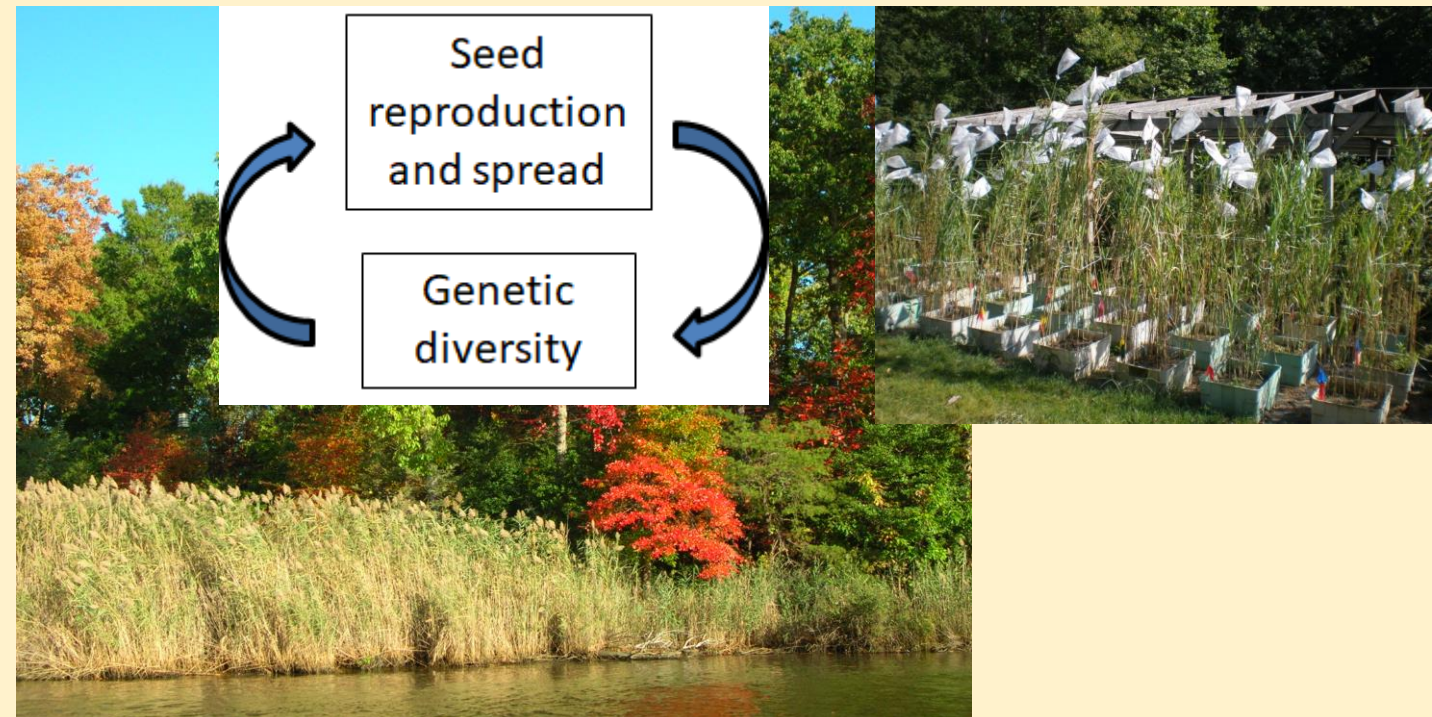 Seed
reproduction
and spread
Genetic
diversity